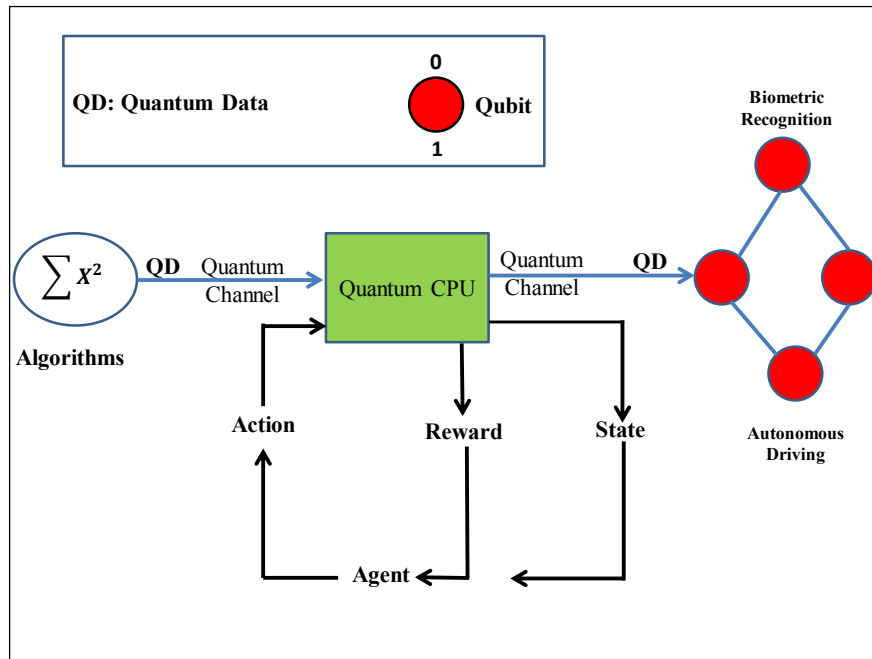 0
QD: Quantum Data
Qubit
1
Biometric
Recognition
∑ X²
QD
Quantum
Channel
Quantum CPU
Quantum
Channel
QD
Algorithms
Action
Reward
State
Autonomous
Driving
Agent